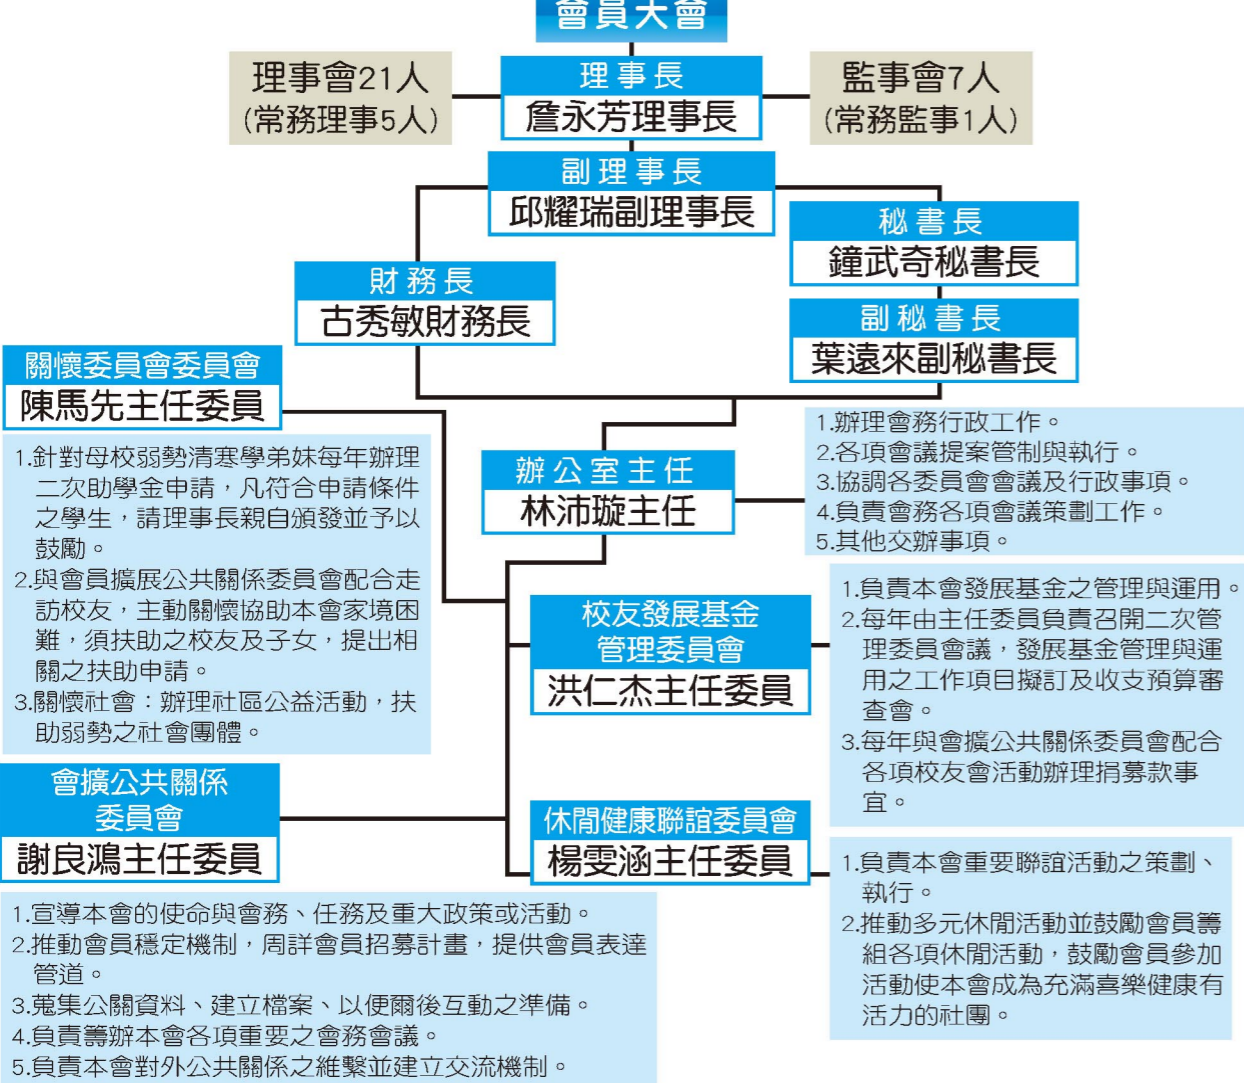 會員大會
理事會21人
(常務理事5人)
理事長
詹永芳理事長
監事會7人
(常務監事1人)
副理事長
邱耀瑞副理事長
秘書長
鐘武奇秘書長
財務長
古秀敏財務長
副秘書長
葉遠來副秘書長
關懷委員會委員會
陳馬先主任委員
1.針對母校弱勢清寒學弟妹每年辦理
二次助學金申請，凡符合申請條件
之學生，請理事長親自頒發並予以
鼓勵。
2.與會員擴展公共關係委員會配合走
訪校友，主動關懷協助本會家境困
難，須扶助之校友及子女，提出相
關之扶助申請。
3.關懷社會：辦理社區公益活動，扶
助弱勢之社會團體。
辦公室主任
林沛璇主任
1.辦理會務行政工作。
2.各項會議提案管制與執行。
3.協調各委員會會議及行政事項。
4.負責會務各項會議策劃工作。
5.其他交辦事項。
校友發展基金
管理委員會
洪仁杰主任委員
1.負責本會發展基金之管理與運用。
2.每年由主任委員負責召開二次管
理委員會議，發展基金管理與運
用之工作項目擬訂及收支預算審
查會。
3.每年與會擴公共關係委員會配合
各項校友會活動辦理捐募款事
宜。
會擴公共關係
委員會
謝良鴻主任委員
1.宣導本會的使命與會務、任務及重大政策或活動。
2.推動會員穩定機制，周詳會員招募計畫，提供會員表達
管道。
3.蒐集公關資料、建立檔案、以便爾後互動之準備。
4.負責籌辦本會各項重要之會務會議。
5.負責本會對外公共關係之維繫並建立交流機制。
休閒健康聯誼委員會
楊雯涵主任委員
1.負責本會重要聯誼活動之策劃、
執行。
2.推動多元休閒活動並鼓勵會員籌
組各項休閒活動，鼓勵會員參加
活動使本會成為充滿喜樂健康有
活力的社團。